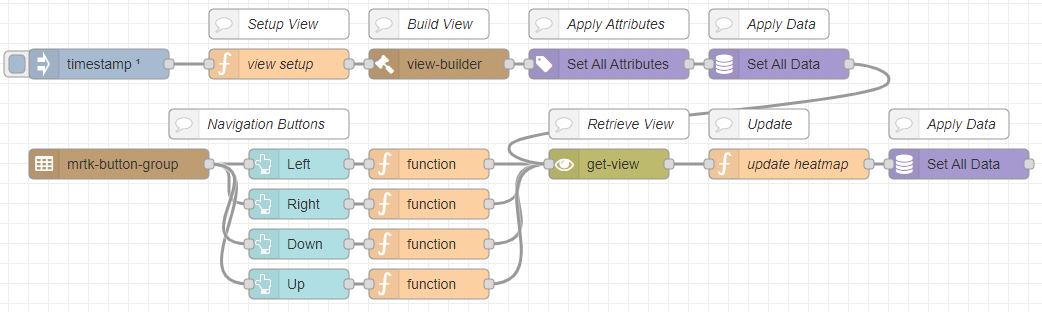 Setup View
Build View
Apply Attributes
Apply Data
timestamp ¹
view setup
view-builder
Set All Attributes
Set All Data
Navigation Buttons
Retrieve View
Update
Apply Data
mrtk-button-group
Left
function
get-view
update heatmap
Set All Data
Right
function
Down
function
Up
function